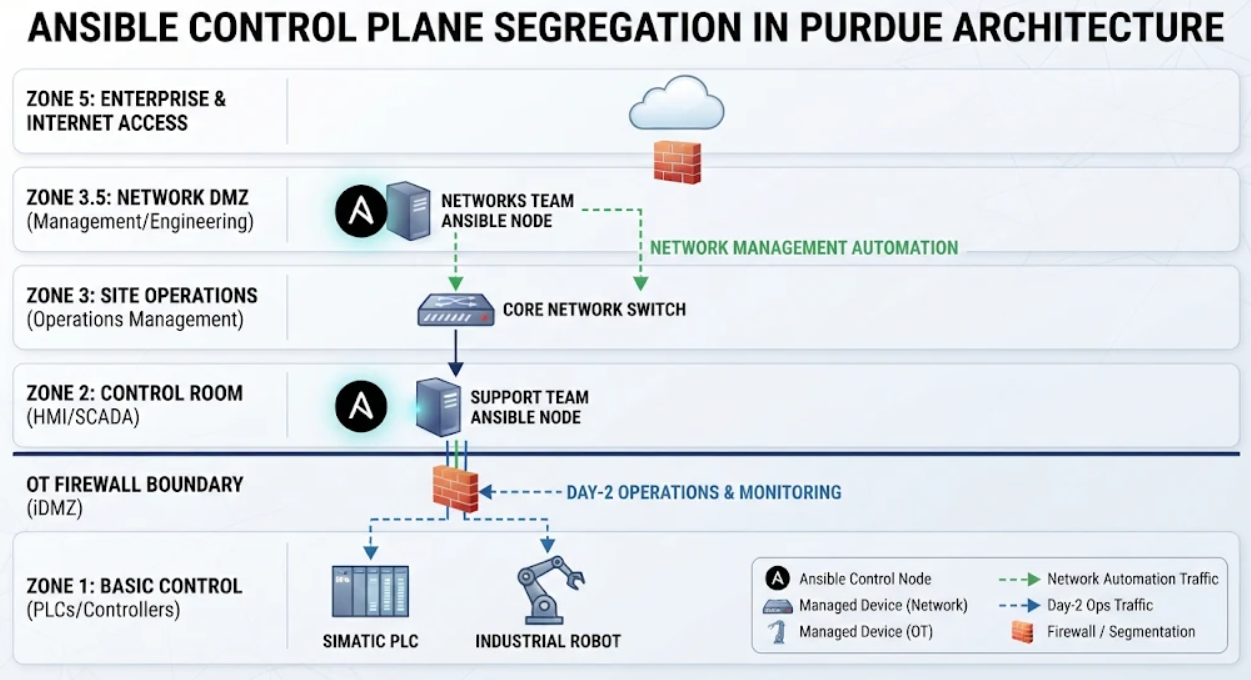 ANSIBLE CONTROL PLANE SEGREGATION IN PURDUE ARCHITECTURE
ZONE 5: ENTERPRISE &
INTERNET ACCESS
ZONE 3.5: NETWORK DMZ
(Management/Engineering)
NETWORKS TEAM
ANSIBLE NODE
NETWORK MANAGEMENT AUTOMATION
ZONE 3: SITE OPERATIONS
(Operations Management)
CORE NETWORK SWITCH
ZONE 2: CONTROL ROOM
(HMI/SCADA)
SUPPORT TEAM
ANSIBLE NODE
OT FIREWALL BOUNDARY
(iDMZ)
DAY-2 OPERATIONS & MONITORING
ZONE 1: BASIC CONTROL
(PLCs/Controllers)
SIMATIC PLC
INDUSTRIAL ROBOT
Ansible Control Node
Managed Device (Network)
Managed Device (OT)
Network Automation Traffic
Day-2 Ops Traffic
Firewall / Segmentation